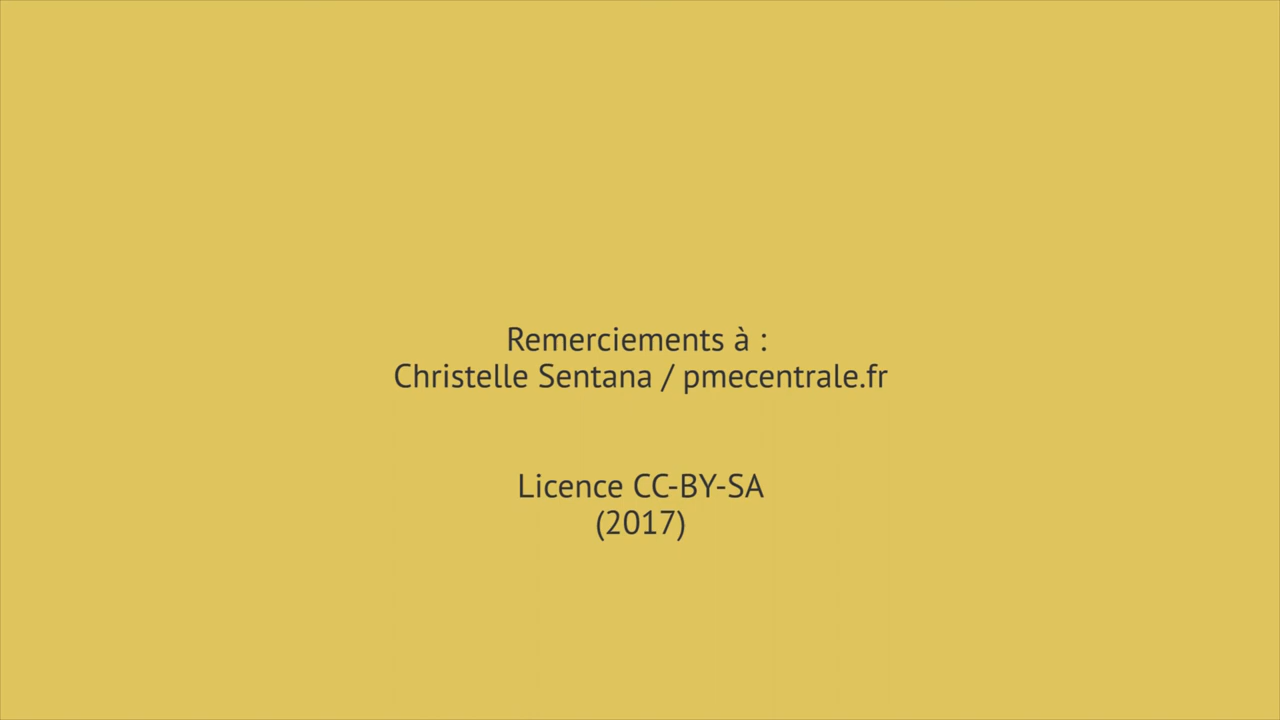 Remerciements à :
Christelle Sentana / pmecentrale.fr
Licence CC-BY-SA
(2017)